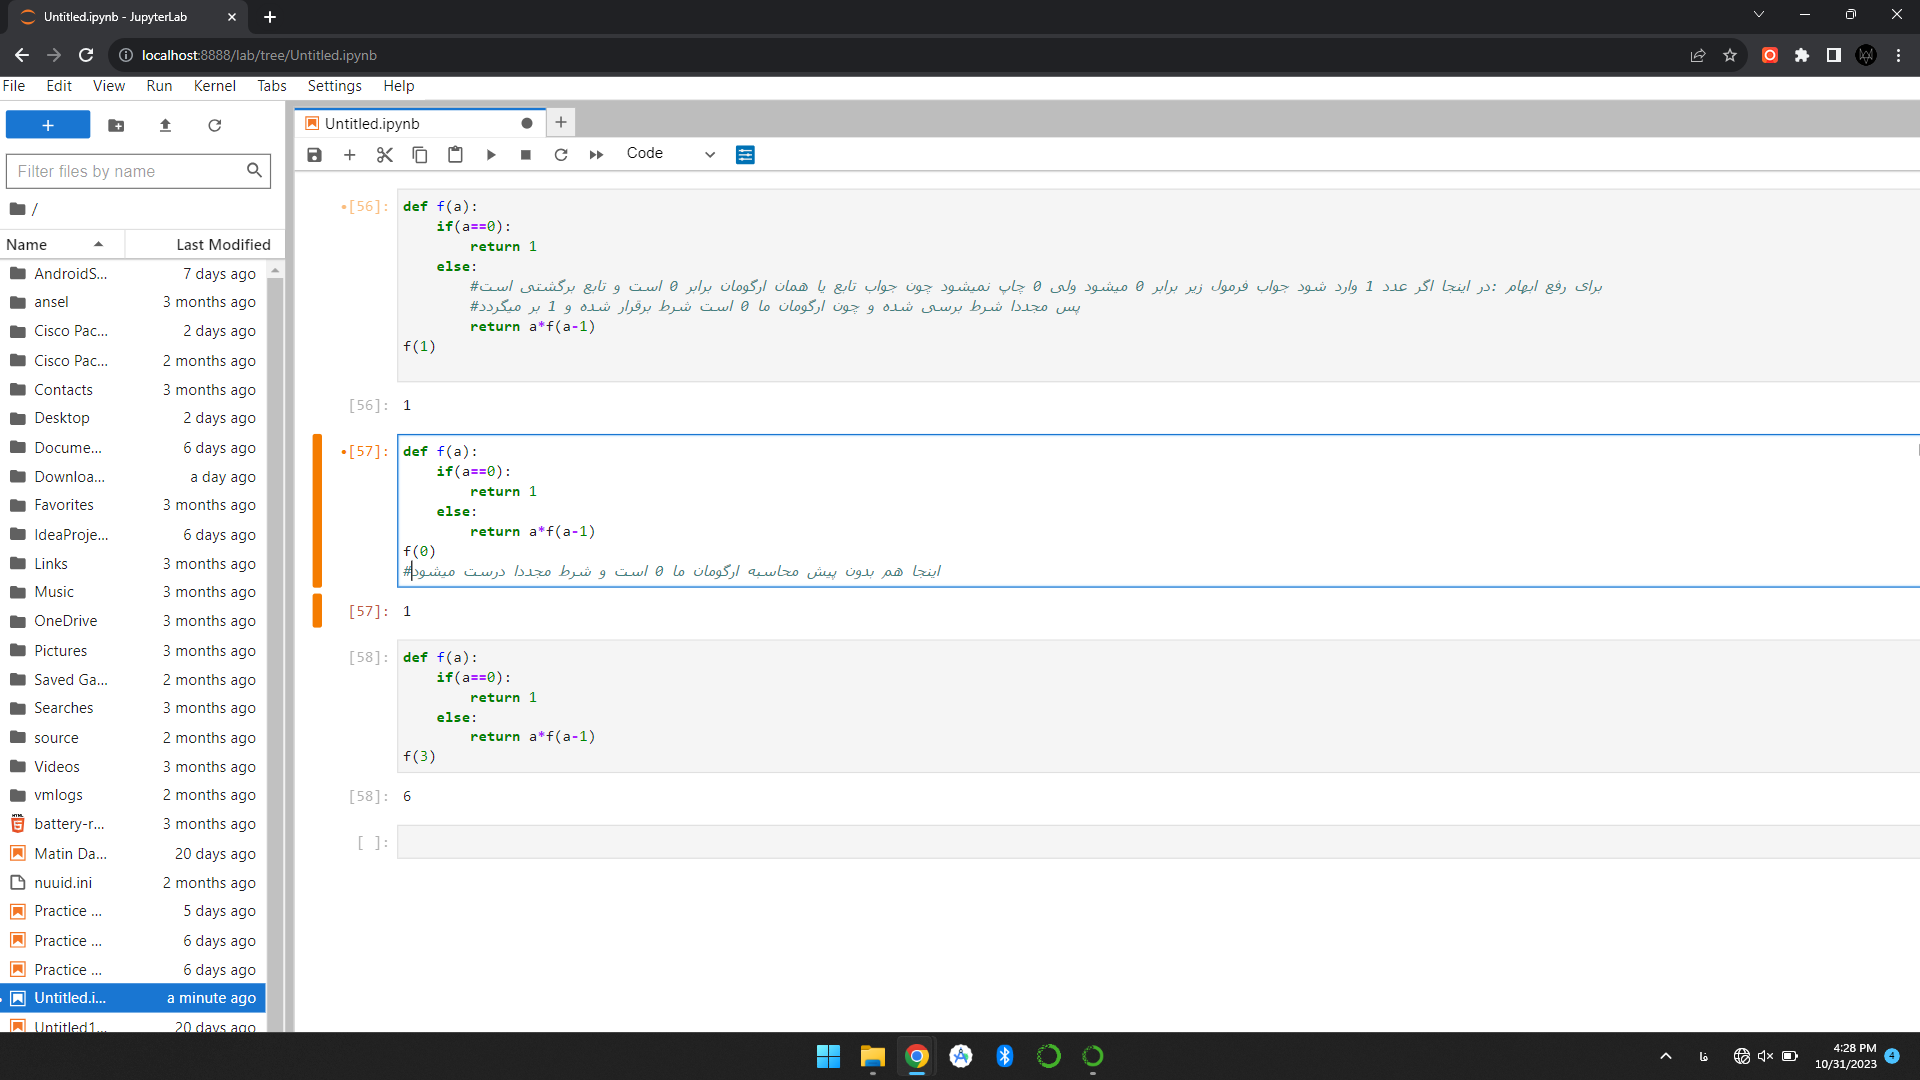 Untitled.ipynb - JupyterLab
localhost:8888/lab/tree/Untitled.ipynb
File Edit View Run Kernel Tabs Settings Help
Untitled.ipynb
Code
Filter files by name
/
Name Last Modified
AndroidS... 7 days ago
ansel 3 months ago
Cisco Pac... 2 days ago
Cisco Pac... 2 months ago
Contacts 3 months ago
Desktop 2 days ago
Docume... 6 days ago
Downloa... a day ago
Favorites 3 months ago
IdeaProje... 6 days ago
Links 3 months ago
Music 3 months ago
OneDrive 3 months ago
Pictures 3 months ago
Saved Ga... 2 months ago
Searches 3 months ago
source 2 months ago
Videos 3 months ago
vmlogs 2 months ago
battery-r... 3 months ago
Matin Da... 20 days ago
nuuid.ini 2 months ago
Practice ... 5 days ago
Practice ... 6 days ago
Practice ... 6 days ago
Untitled.i... a minute ago
Untitled1... 20 days ago
[56]: def f(a):
if(a==0):
return 1
else:
#برای رفع ابهام :در اینجا اگر عدد 1 وارد شود جواب فرمول زیر برابر 0 میشود ولی 0 چاپ نمیشود چون جواب تابع یا همان ارگومان برابر 0 است و تابع برگشتی است
#پس مجددا شرط برسی شده و چون ارگومان ما 0 است شرط برقرار شده و 1 بر میگردد
return a*f(a-1)
f(1)
[56]: 1
[57]: def f(a):
if(a==0):
return 1
else:
return a*f(a-1)
f(0)
#اینجا هم بدون پیش محاسبه ارگومان ما 0 است و شرط مجددا درست میشود
[57]: 1
[58]: def f(a):
if(a==0):
return 1
else:
return a*f(a-1)
f(3)
[58]: 6
[ ]:
فا
4:28 PM
10/31/2023
4